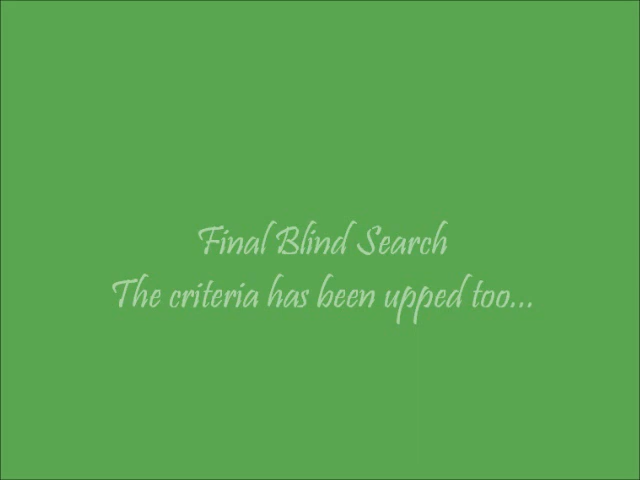 Final Blind Search
The criteria has been upped too...